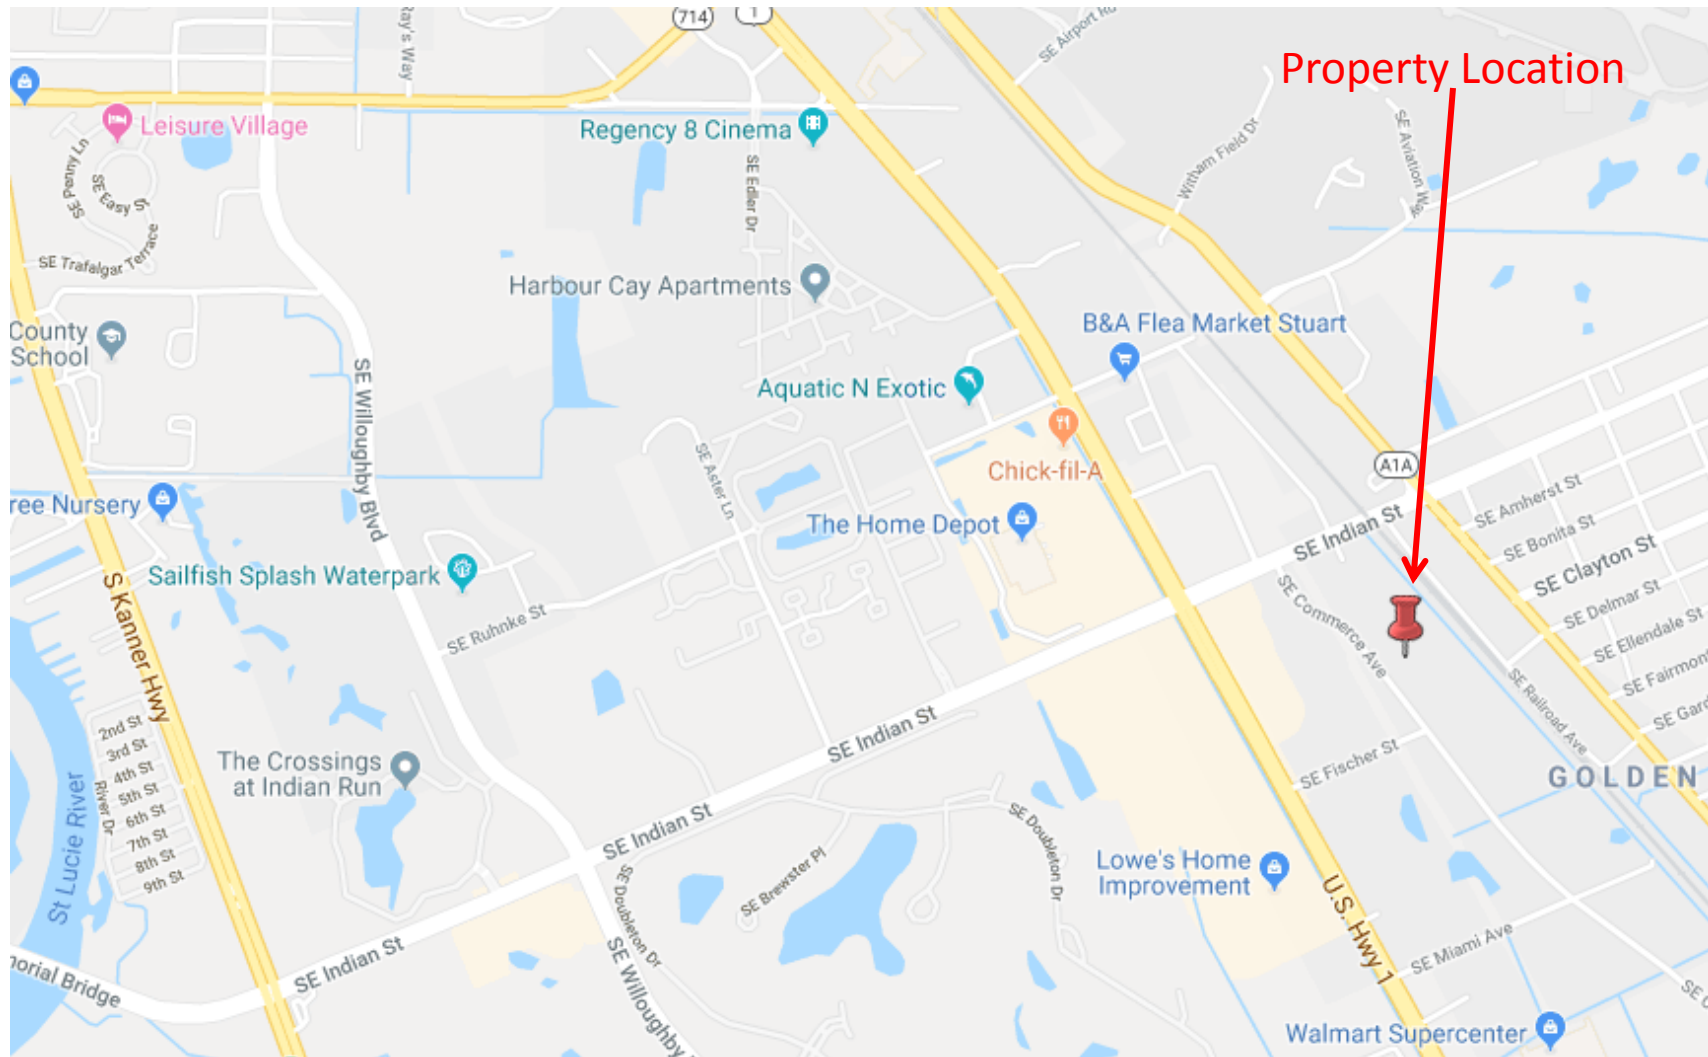 714
1
Ray's Way
SE Airport Rd
Property Location
Leisure Village
Regency 8 Cinema
SE Penny Ln
SE Easy St
SE Edler Dr
Witham Field Dr
SE Aviation W
SE Trafalgar Terrace
Harbour Cay Apartments
County
School
B&A Flea Market Stuart
SE Willoughby Blvd
Aquatic N Exotic
Chick-fil-A
A1A
SE Aster Ln
ree Nursery
The Home Depot
SE Indian St
SE Amherst St
SE Bonita St
SE Clayton St
Sailfish Splash Waterpark
S Kanner Hwy
SE Ruhnke St
SE Commerce Ave
SE Delmar St
SE Ellendale St
SE Fairmont
SE Gard
SE Railroad Ave
SE Indian St
2nd St
3rd St
4th St
5th St
6th St
7th St
8th St
9th St
River Dr
St Lucie River
The Crossings
at Indian Run
SE Fischer St
GOLDEN
SE Indian St
SE Doubleton Dr
SE Brewster Pl
SE Doubleton Dr
Lowe's Home
Improvement
U.S. Hwy 1
SE Miami Ave
SE Indian St
SE Willoughby
morial Bridge
SE C
Walmart Supercenter